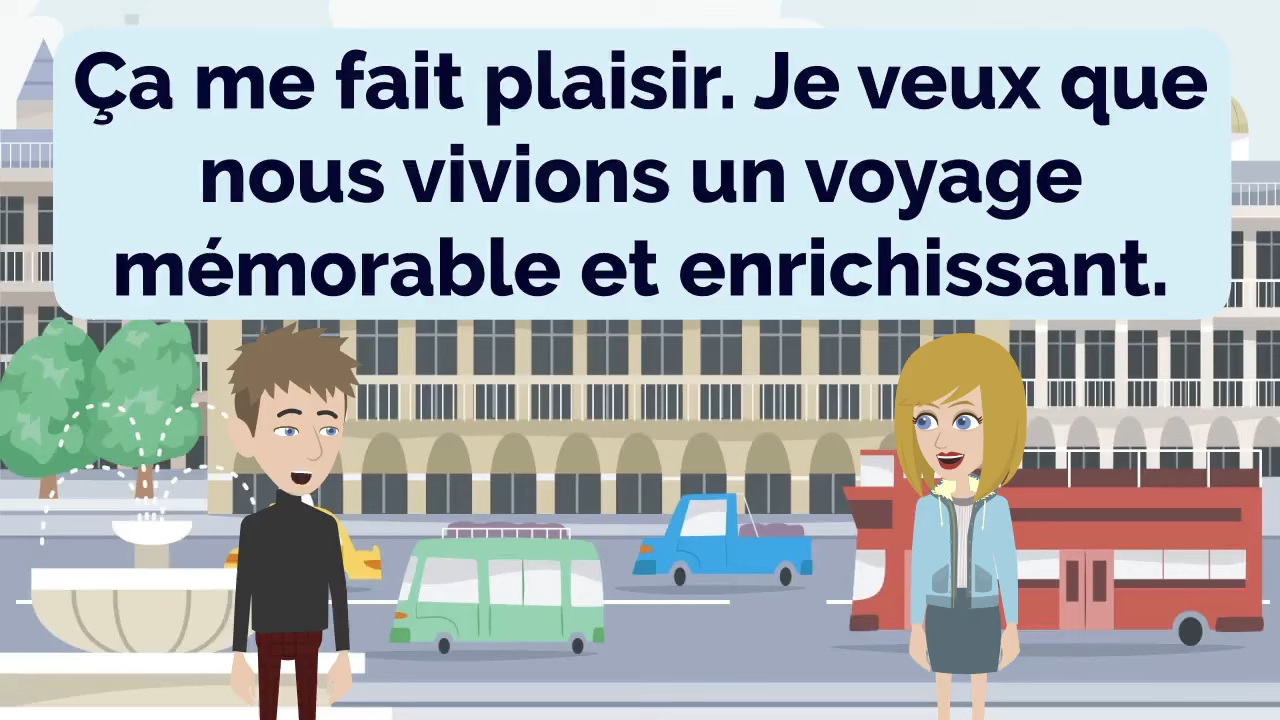 Ça me fait plaisir. Je veux que
nous vivions un voyage
mémorable et enrichissant.